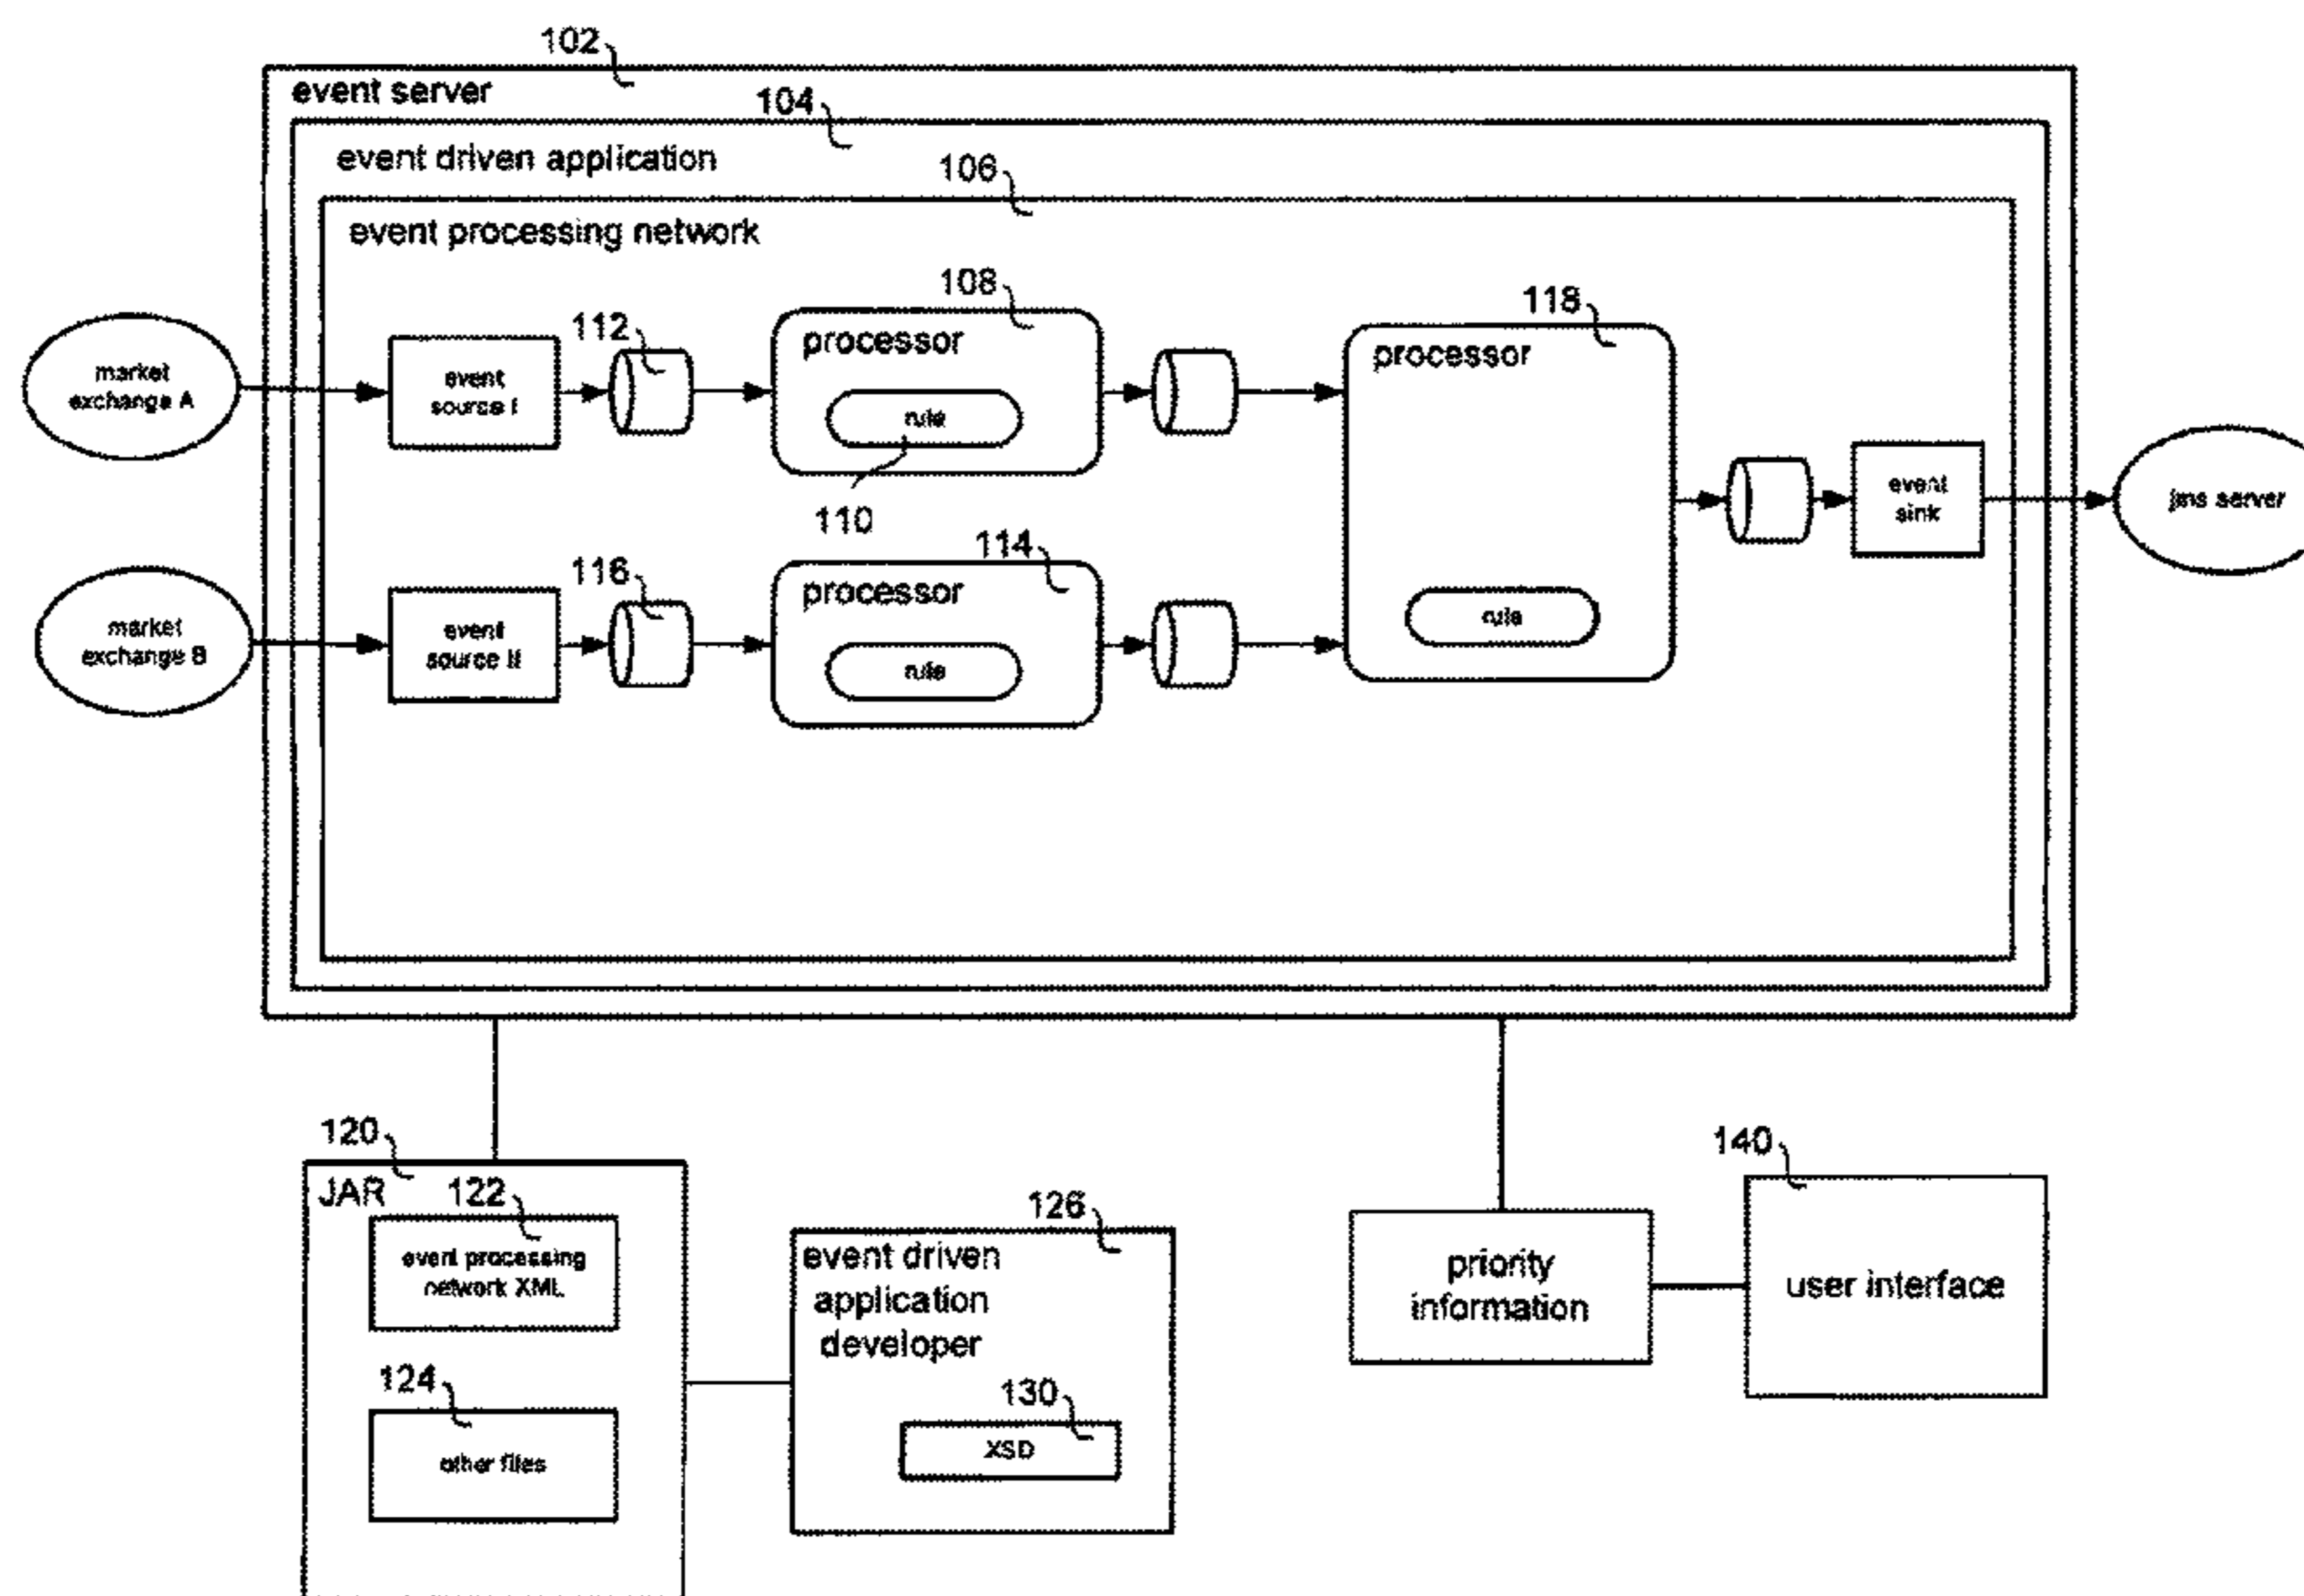 102
event server
104
event driven application
106
event processing network
108
118
112
processor
processor
market
exchange A
event
source I
rule
110
event
sink
jms server
114
116
processor
market
exchange B
event
source II
rule
rule
120
JAR
122
event processing
network XML
124
other files
126
event driven
application
developer
130
XSD
140
priority
information
user interface